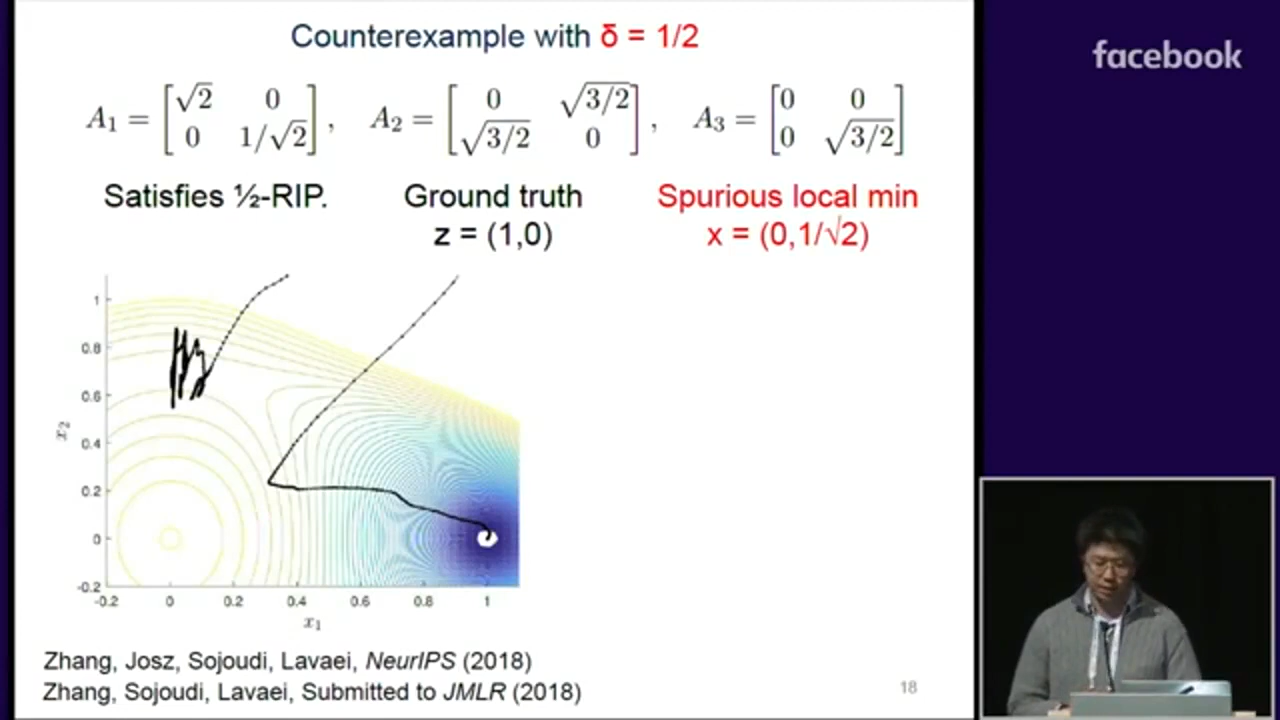 Counterexample with δ = 1/2
facebook
A₁ = [√2 0; 0 1/√2], A₂ = [0 √3/2; √3/2 0], A₃ = [0 0; 0 √3/2]
Satisfies ½-RIP. Ground truth Spurious local min
z = (1,0) x = (0,1/√2)
1
0.8
0.6
0.4
0.2
0
-0.2
x₂
-0.2 0 0.2 0.4 0.6 0.8 1
x₁
Zhang, Josz, Sojoudi, Lavaei, NeurIPS (2018)
Zhang, Sojoudi, Lavaei, Submitted to JMLR (2018)
18